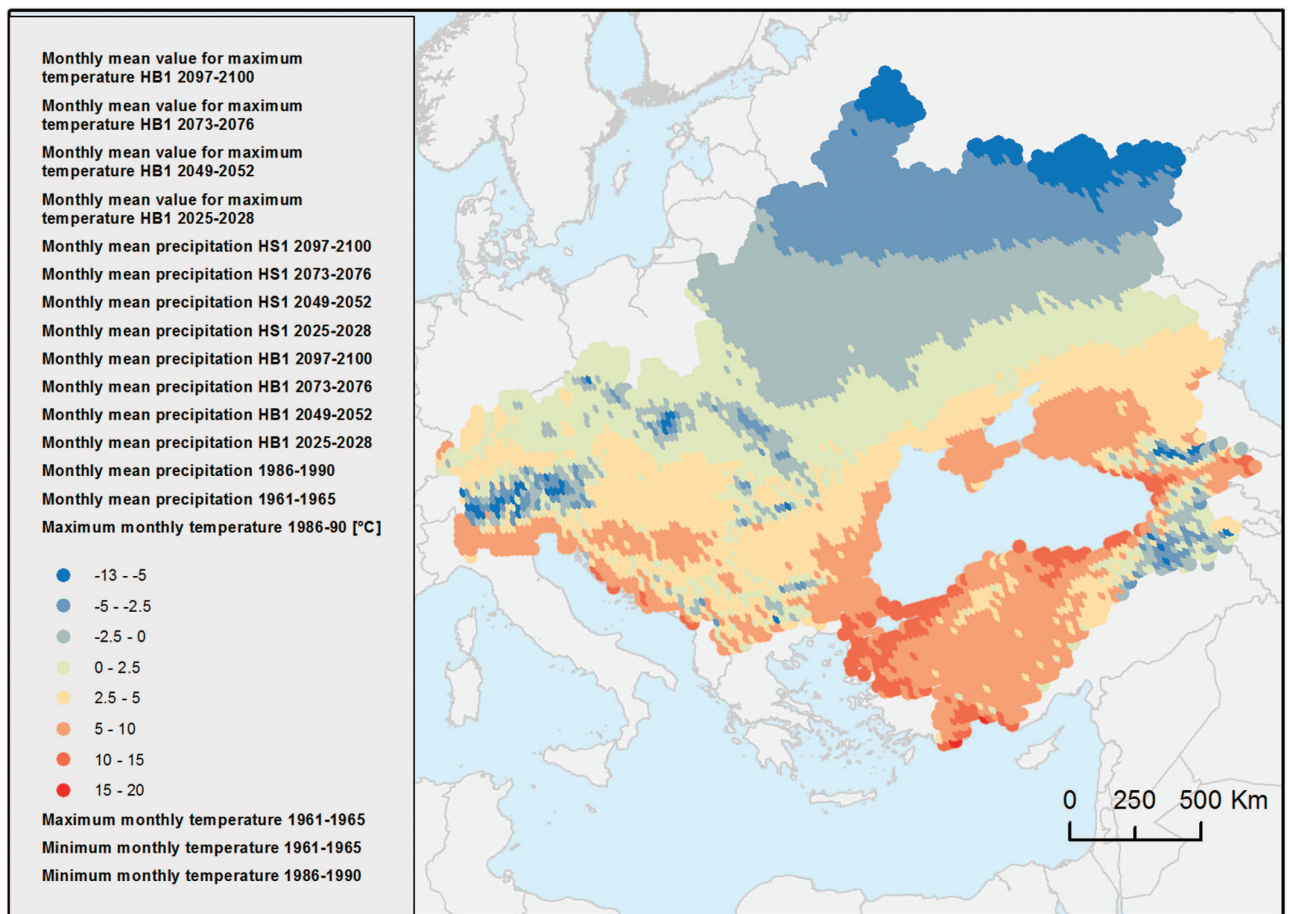 Monthly mean value for maximum
temperature HB1 2097-2100
Monthly mean value for maximum
temperature HB1 2073-2076
Monthly mean value for maximum
temperature HB1 2049-2052
Monthly mean value for maximum
temperature HB1 2025-2028
Monthly mean precipitation HS1 2097-2100
Monthly mean precipitation HS1 2073-2076
Monthly mean precipitation HS1 2049-2052
Monthly mean precipitation HS1 2025-2028
Monthly mean precipitation HB1 2097-2100
Monthly mean precipitation HB1 2073-2076
Monthly mean precipitation HB1 2049-2052
Monthly mean precipitation HB1 2025-2028
Monthly mean precipitation 1986-1990
Monthly mean precipitation 1961-1965
Maximum monthly temperature 1986-90 [ºC]
-13 - -5
-5 - -2.5
-2.5 - 0
0 - 2.5
2.5 - 5
5 - 10
10 - 15
15 - 20
Maximum monthly temperature 1961-1965
Minimum monthly temperature 1961-1965
Minimum monthly temperature 1986-1990
0 250 500 Km